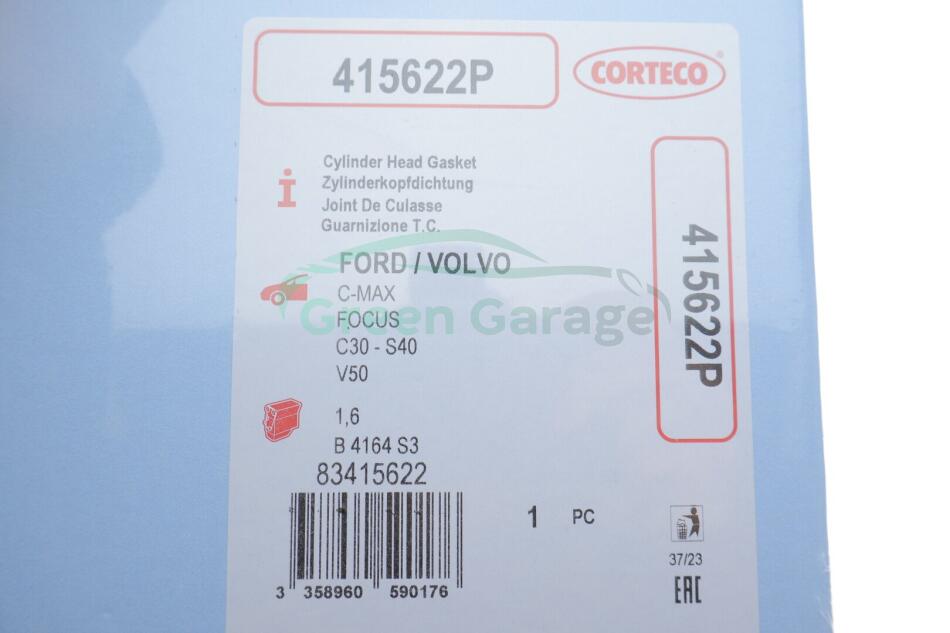 415622P
CORTECO®
Cylinder Head Gasket
Zylinderkopfdichtung
Joint De Culasse
Guarnizione T.C.
FORD / VOLVO
C-MAX
Green Garage
FOCUS
C30 - S40
V50
415622P
1,6
B 4164 S3
83415622
1 PC
3 358960 590176
37/23
EAC